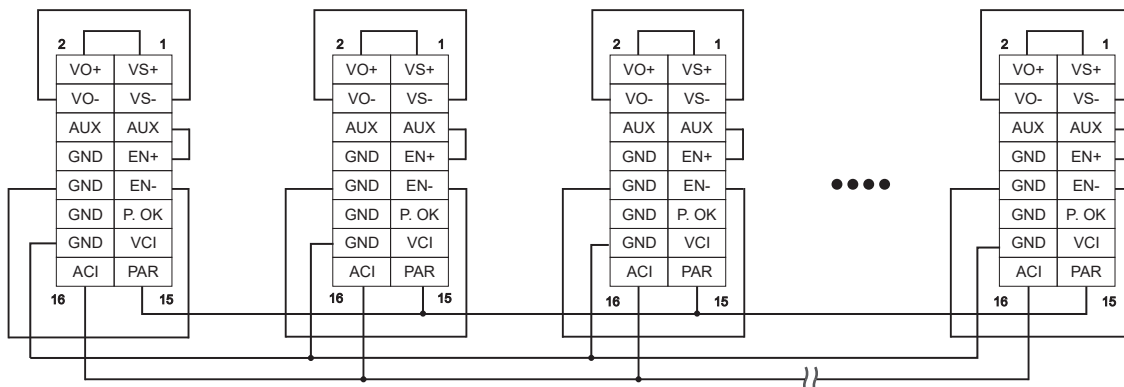 2 1 2 1 2 1 2 1
VO+ VS+ VO+ VS+ VO+ VS+ VO+ VS+
VO- VS- VO- VS- VO- VS- VO- VS-
AUX AUX AUX AUX AUX AUX AUX AUX
GND EN+ GND EN+ GND EN+ GND EN+
GND EN- GND EN- GND EN- GND EN-
GND P. OK GND P. OK GND P. OK GND P. OK
GND VCI GND VCI GND VCI GND VCI
ACI PAR ACI PAR ACI PAR ACI PAR
16 15 16 15 16 15 16 15